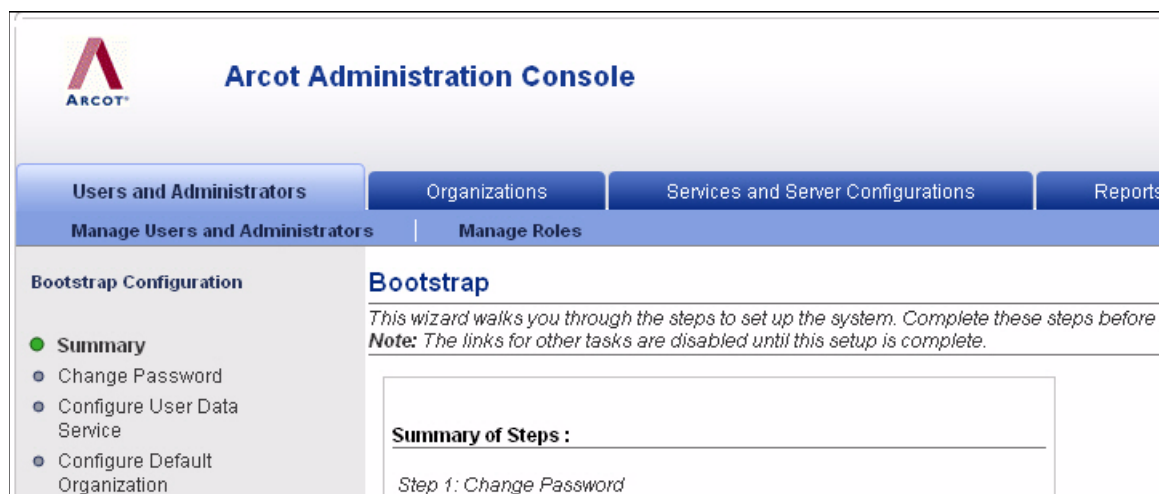 ARCOT®
Arcot Administration Console
Users and Administrators
Organizations
Services and Server Configurations
Reports
Manage Users and Administrators
Manage Roles
Bootstrap Configuration
Summary
Change Password
Configure User Data
Service
Configure Default
Organization
Bootstrap
This wizard walks you through the steps to set up the system. Complete these steps before
Note: The links for other tasks are disabled until this setup is complete.
Summary of Steps :
Step 1: Change Password